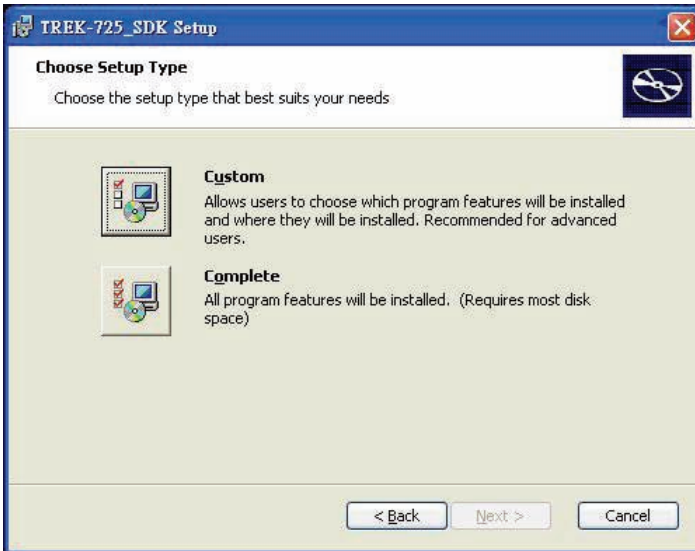 TREK-725_SDK Setup
Choose Setup Type
Choose the setup type that best suits your needs
Custom
Allows users to choose which program features will be installed
and where they will be installed. Recommended for advanced
users.
Complete
All program features will be installed. (Requires most disk
space)
< Back
Next >
Cancel